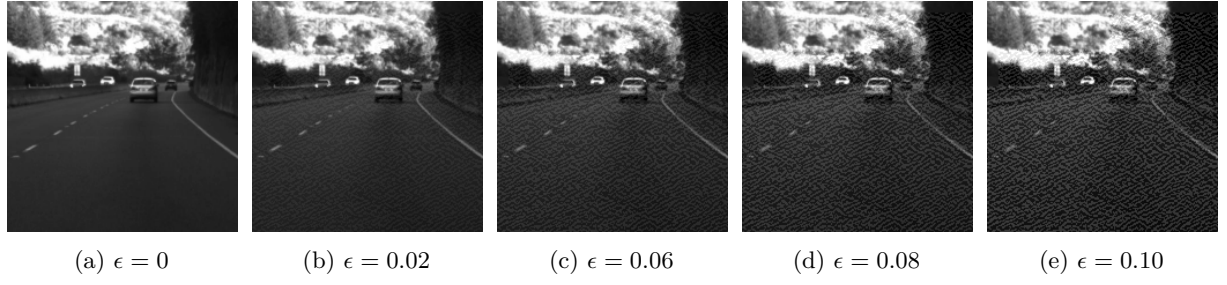 (a) ϵ = 0
(b) ϵ = 0.02
(c) ϵ = 0.06
(d) ϵ = 0.08
(e) ϵ = 0.10